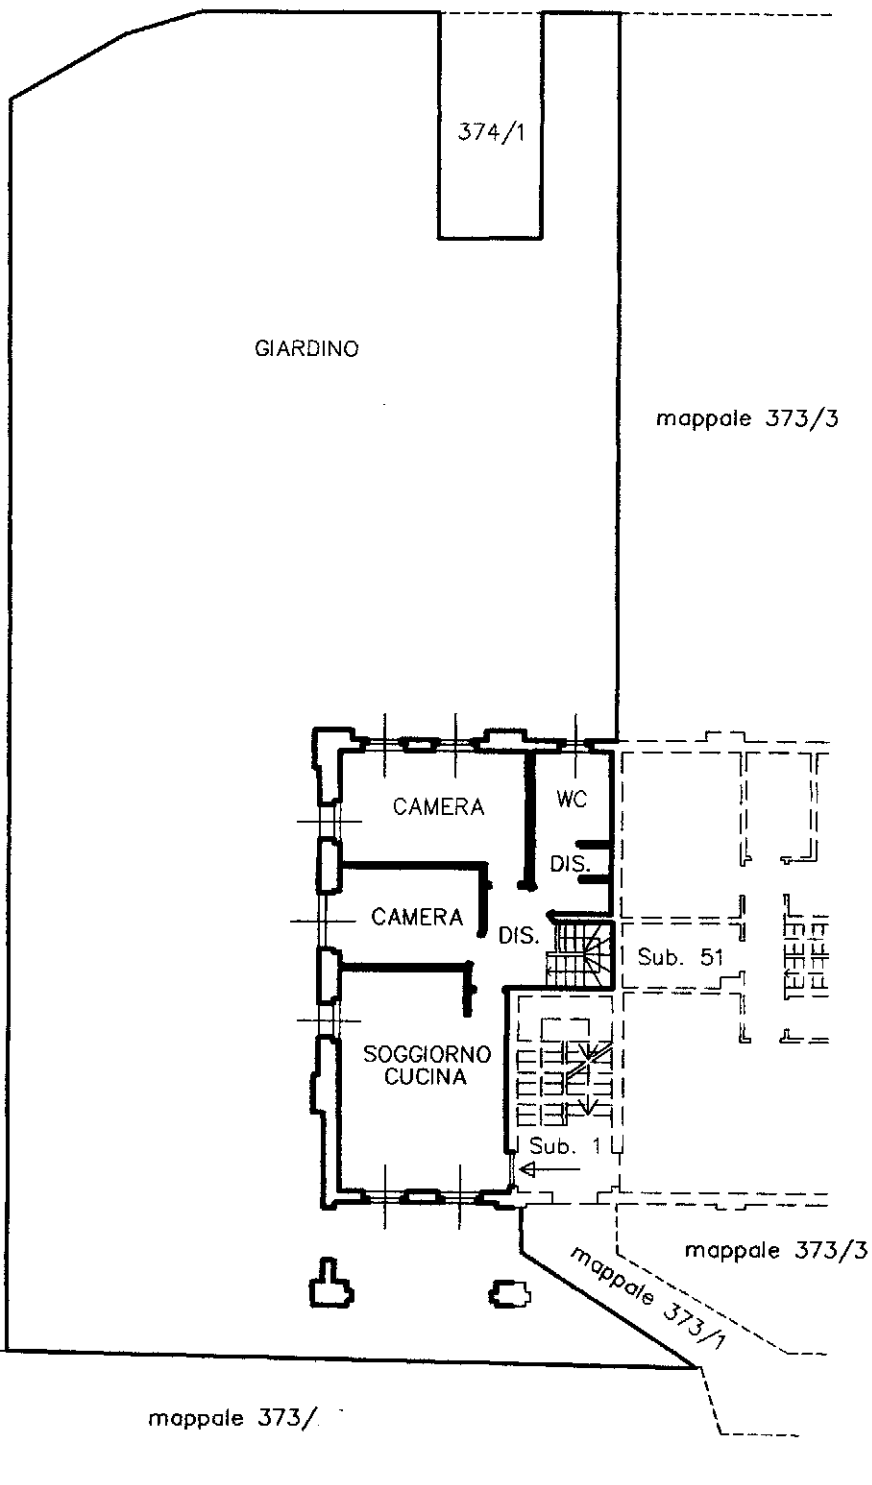 374/1
GIARDINO
mappale 373/3
CAMERA
WC
DIS.
CAMERA
DIS.
Sub. 51
SOGGIORNO
CUCINA
Sub. 1
mappale 373/3
mappale 373/1
mappale 373/